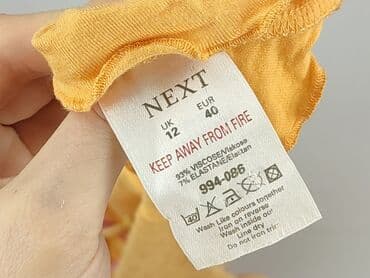 NEXT
UK EUR
12 40
KEEP AWAY FROM FIRE
93% VISCOSE/Viskose
7% ELASTANE/Elastan
994-086
40
Wash Like colours together
Iron on reverse
Wash inside out
Line dry
Do not iron trim